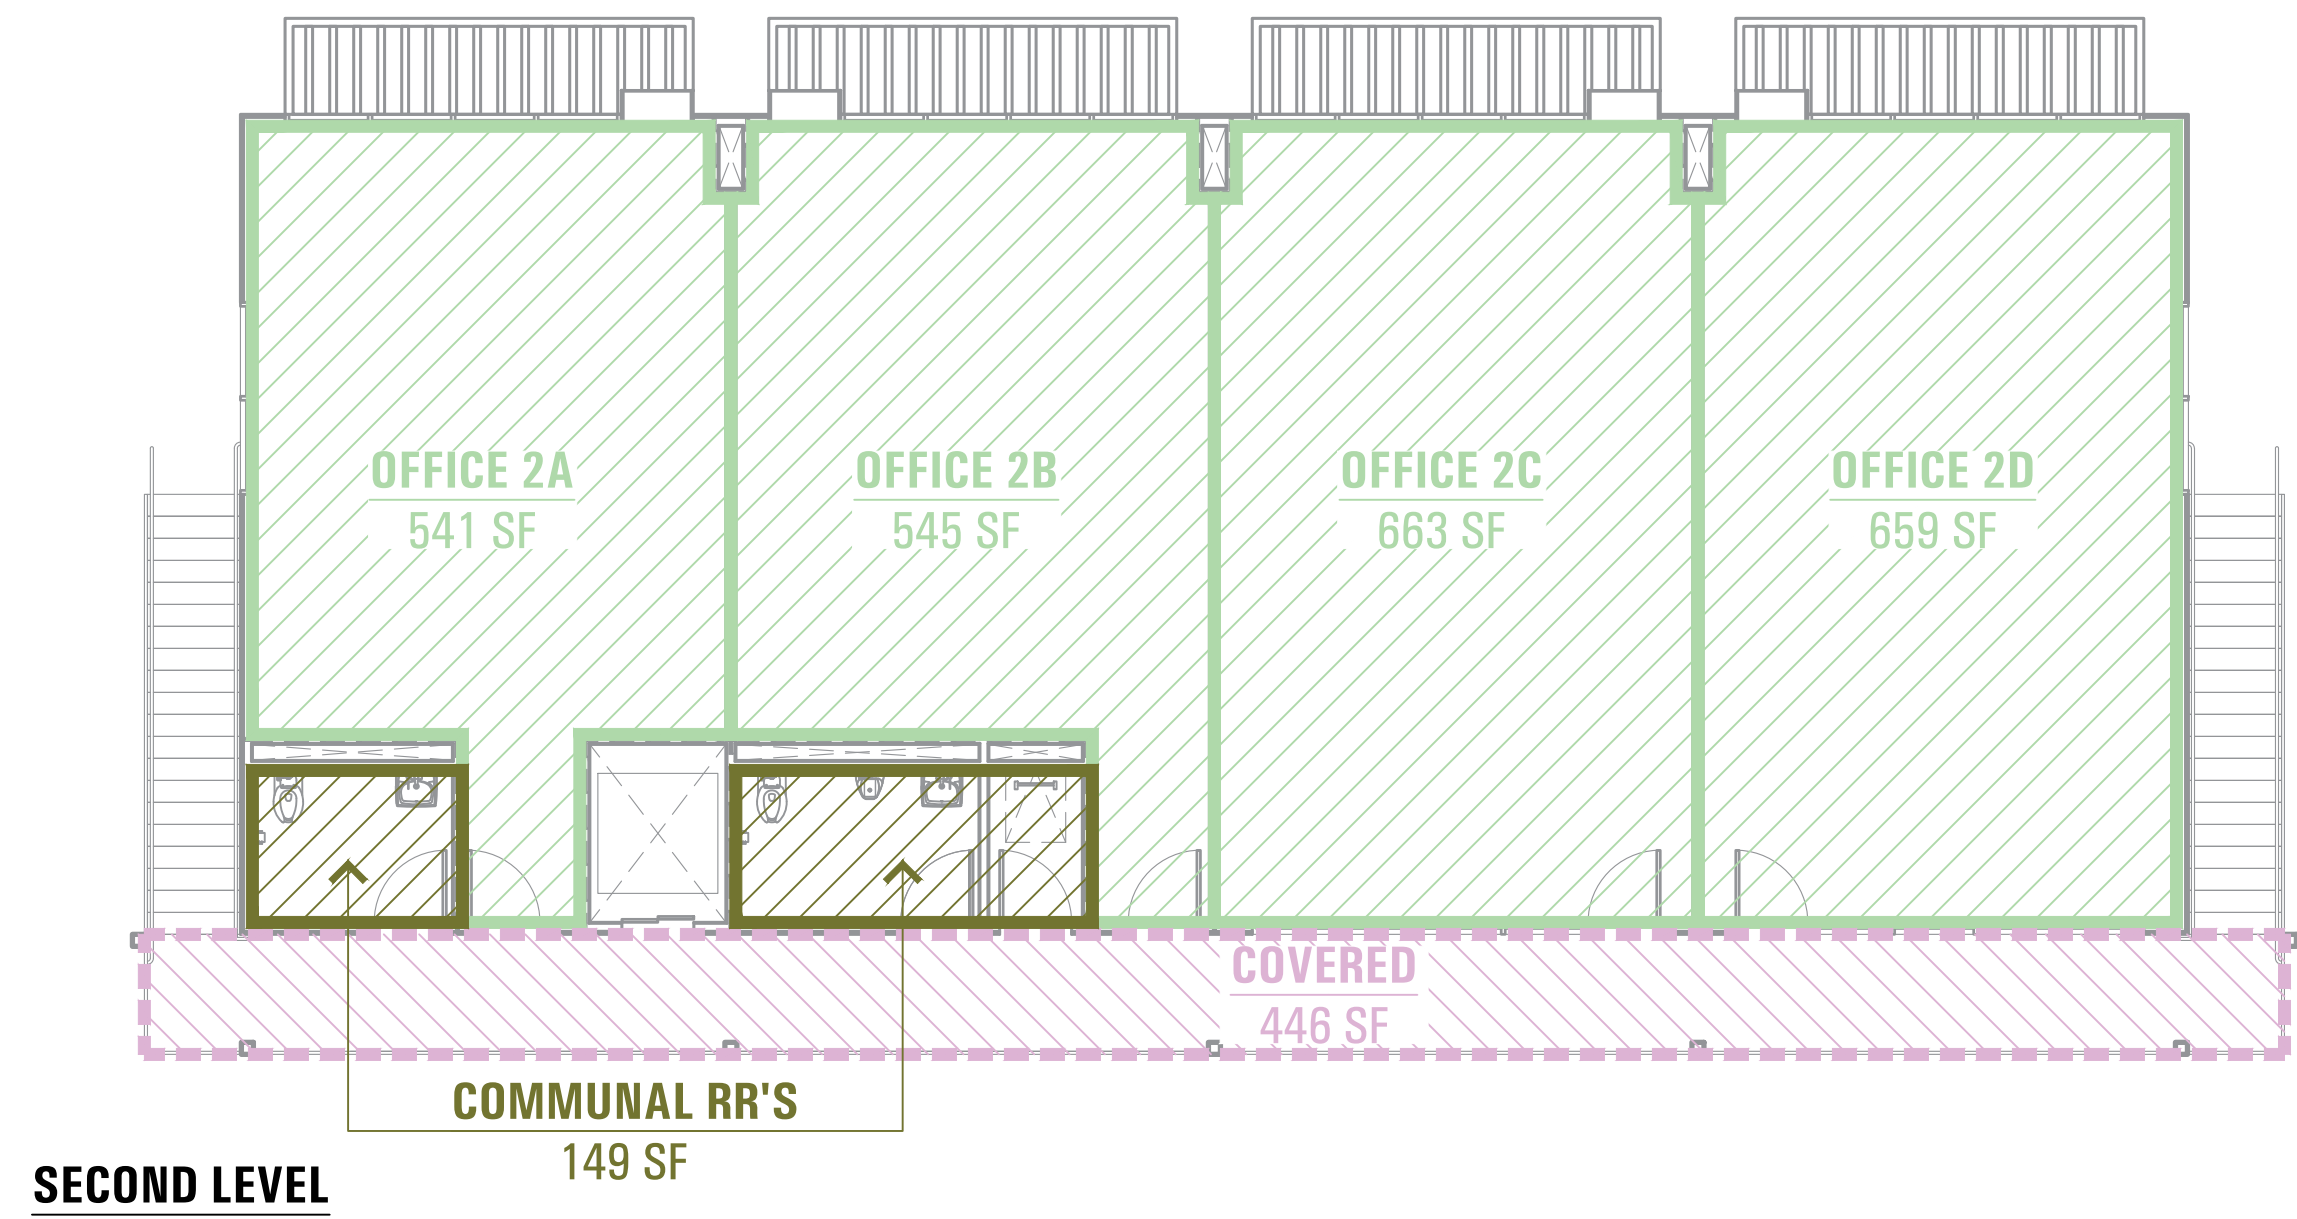 OFFICE 2A
541 SF
OFFICE 2B
545 SF
OFFICE 2C
663 SF
OFFICE 2D
659 SF
COVERED
446 SF
COMMUNAL RR'S
149 SF
SECOND LEVEL